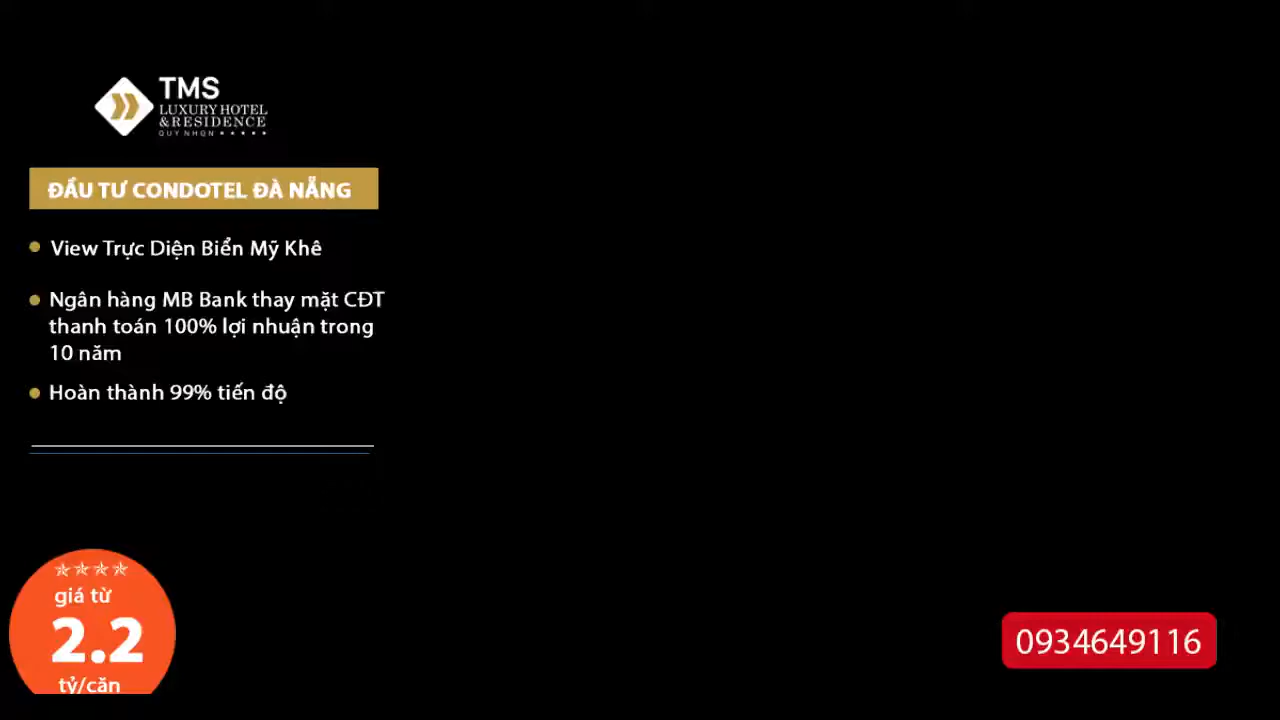 TMS
LUXURY HOTEL
& RESIDENCE
QUY NHƠN
ĐẦU TƯ CONDOTEL ĐÀ NẴNG
View Trực Diện Biển Mỹ Khê
Ngân hàng MB Bank thay mặt CĐT
thanh toán 100% lợi nhuận trong
10 năm
Hoàn thành 99% tiến độ
giá từ
2.2
tỷ/căn
0934649116